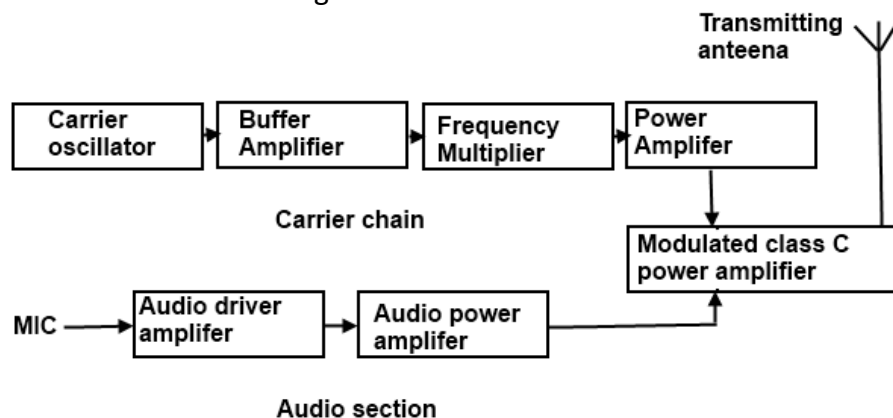 Transmitting
anteena
Carrier
oscillator
Buffer
Amplifier
Frequency
Multiplier
Power
Amplifer
Carrier chain
Modulated class C
power amplifier
MIC
Audio driver
amplifer
Audio power
amplifer
Audio section